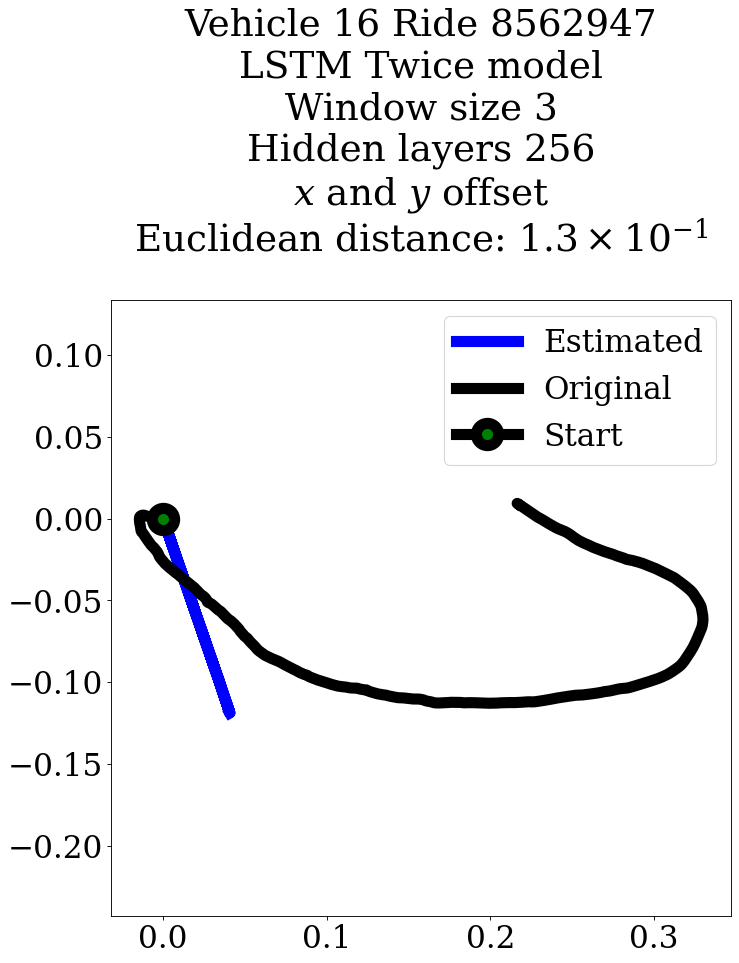 Vehicle 16 Ride 8562947
LSTM Twice model
Window size 3
Hidden layers 256
x and y offset
Euclidean distance: 1.3 × 10⁻¹
Estimated
Original
Start
0.10
0.05
0.00
−0.05
−0.10
−0.15
−0.20
0.0 0.1 0.2 0.3